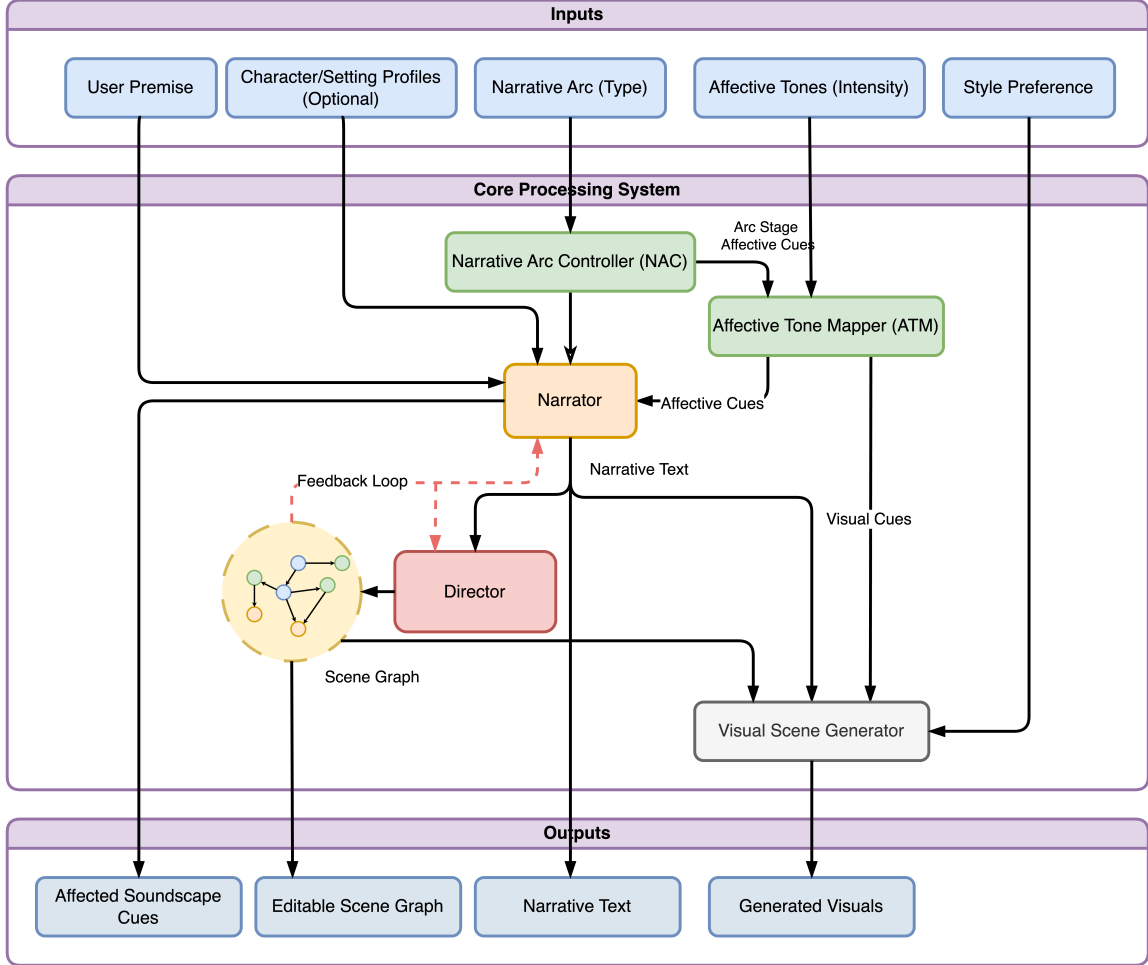 Inputs
User Premise
Character/Setting Profiles
(Optional)
Narrative Arc (Type)
Affective Tones (Intensity)
Style Preference
Core Processing System
Arc Stage
Affective Cues
Narrative Arc Controller (NAC)
Affective Tone Mapper (ATM)
Narrator
Affective Cues
Narrative Text
Feedback Loop
Visual Cues
Director
Scene Graph
Visual Scene Generator
Outputs
Affected Soundscape
Cues
Editable Scene Graph
Narrative Text
Generated Visuals